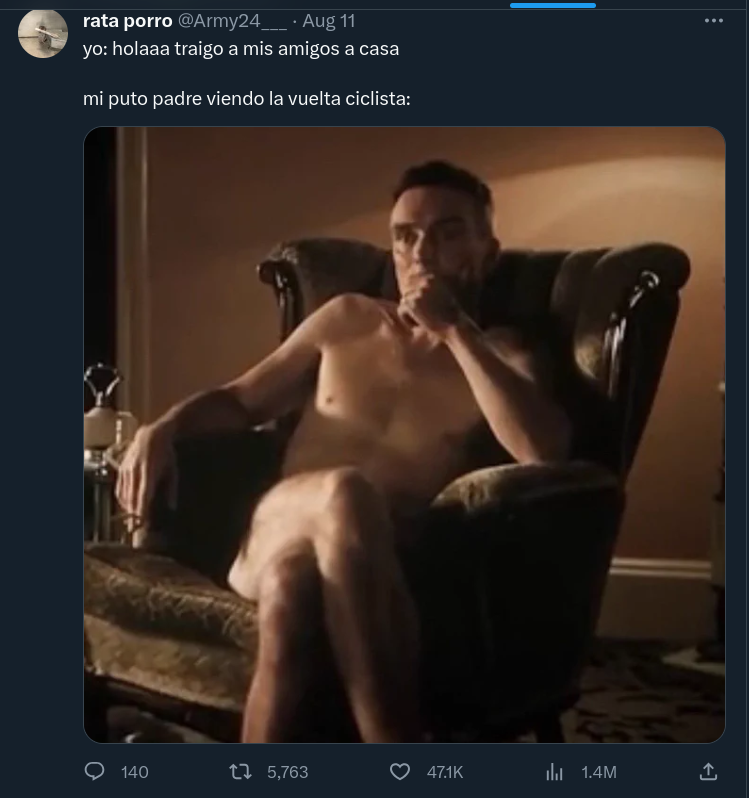 rata porro @Army24___ · Aug 11
yo: holaaa traigo a mis amigos a casa
mi puto padre viendo la vuelta ciclista:
140 5,763 47.1K 1.4M